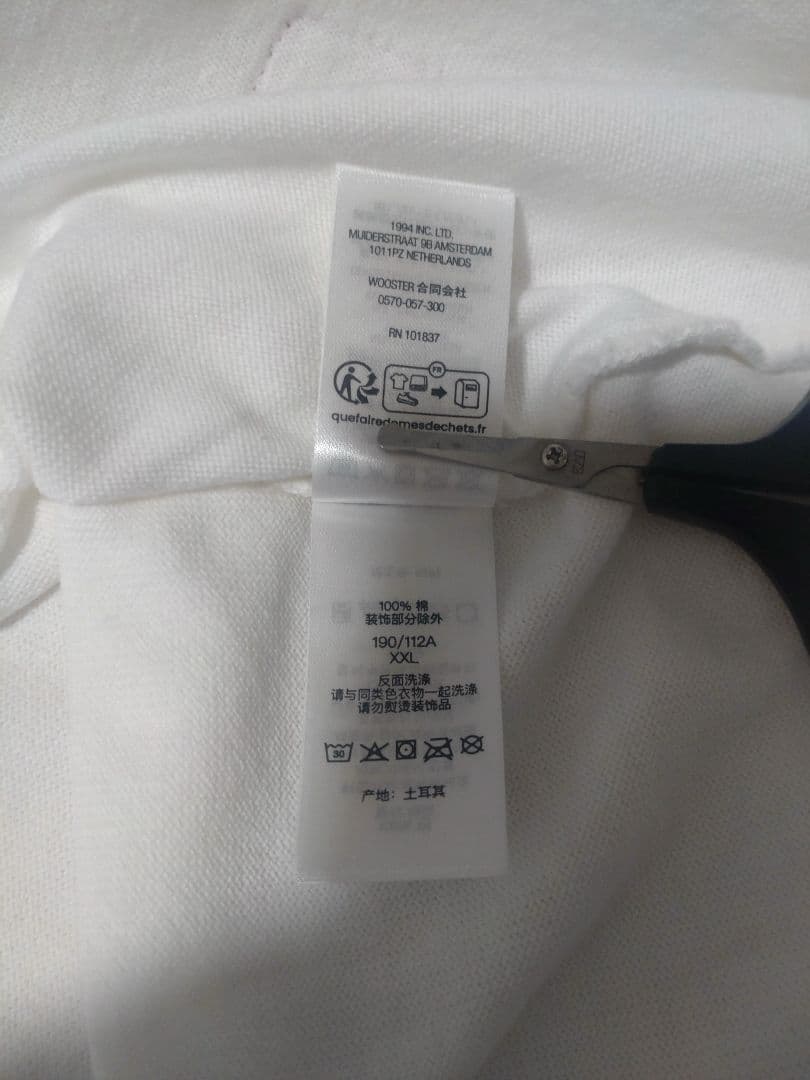 1994 INC. LTD.
MUIDERSTRAAT 9B AMSTERDAM
1011PZ NETHERLANDS
WOOSTER 合同会社
0570-057-300
RN 101837
FR
quefairedemesdechets.fr
100% 棉
装饰部分除外
190/112A
XXL
反面洗涤
请与同类色衣物一起洗涤
请勿熨烫装饰品
30
产地：土耳其